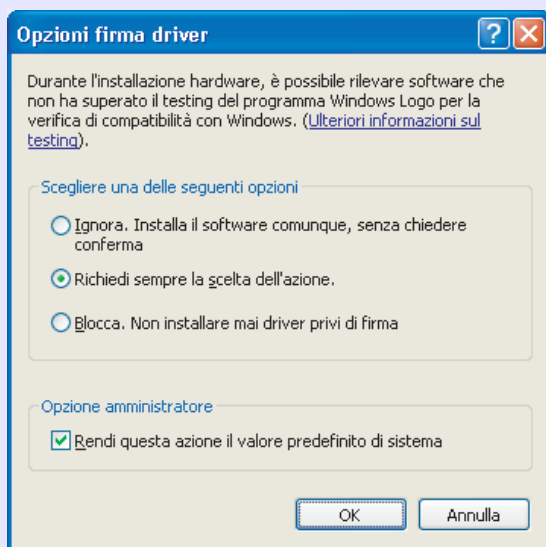 Opzioni firma driver
Durante l'installazione hardware, è possibile rilevare software che
non ha superato il testing del programma Windows Logo per la
verifica di compatibilità con Windows. (Ulteriori informazioni sul
testing).
Scegliere una delle seguenti opzioni
Ignora. Installa il software comunque, senza chiedere
conferma
Richiedi sempre la scelta dell'azione.
Blocca. Non installare mai driver privi di firma
Opzione amministratore
Rendi questa azione il valore predefinito di sistema
OK
Annulla